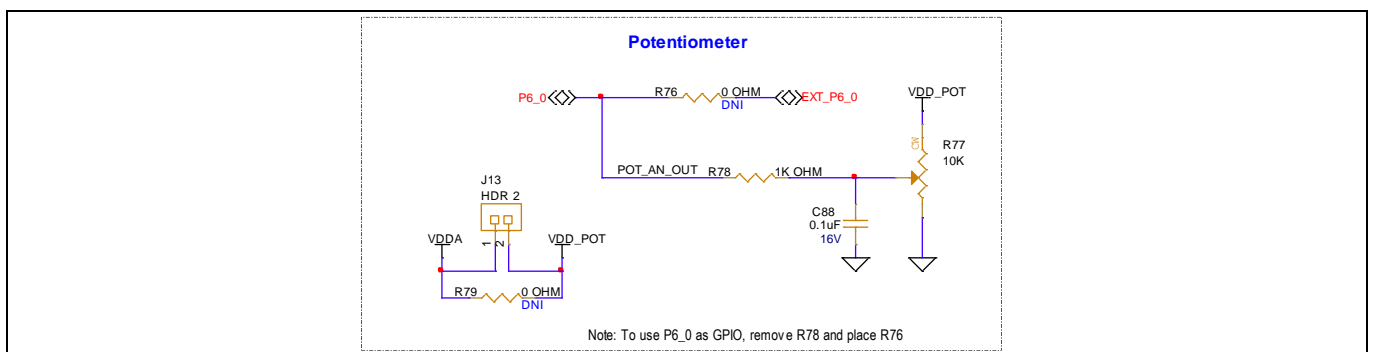 Potentiometer
P6_0
R76
0 OHM
DNI
EXT_P6_0
VDD_POT
CW
R77
10K
POT_AN_OUT
R78
1K OHM
J13
HDR 2
C88
0.1uF
16V
VDDA
1
2
VDD_POT
R79
0 OHM
DNI
Note: To use P6_0 as GPIO, remove R78 and place R76